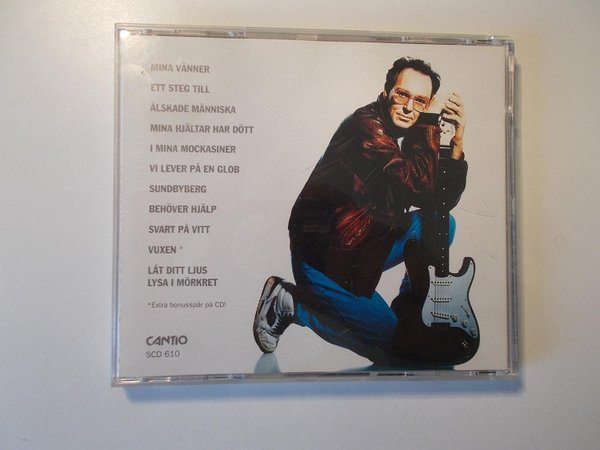 MINA VÄNNER
ETT STEG TILL
ÄLSKADE MÄNNISKA
MINA HJÄLTAR HAR DÖTT
I MINA MOCKASINER
VI LEVER PÅ EN GLOB
SUNDBYBERG
BEHÖVER HJÄLP
SVART PÅ VITT
VUXEN *
LÅT DITT LJUS
LYSA I MÖRKRET
*Extra bonusspår på CD!
CANTIO
SCD 610